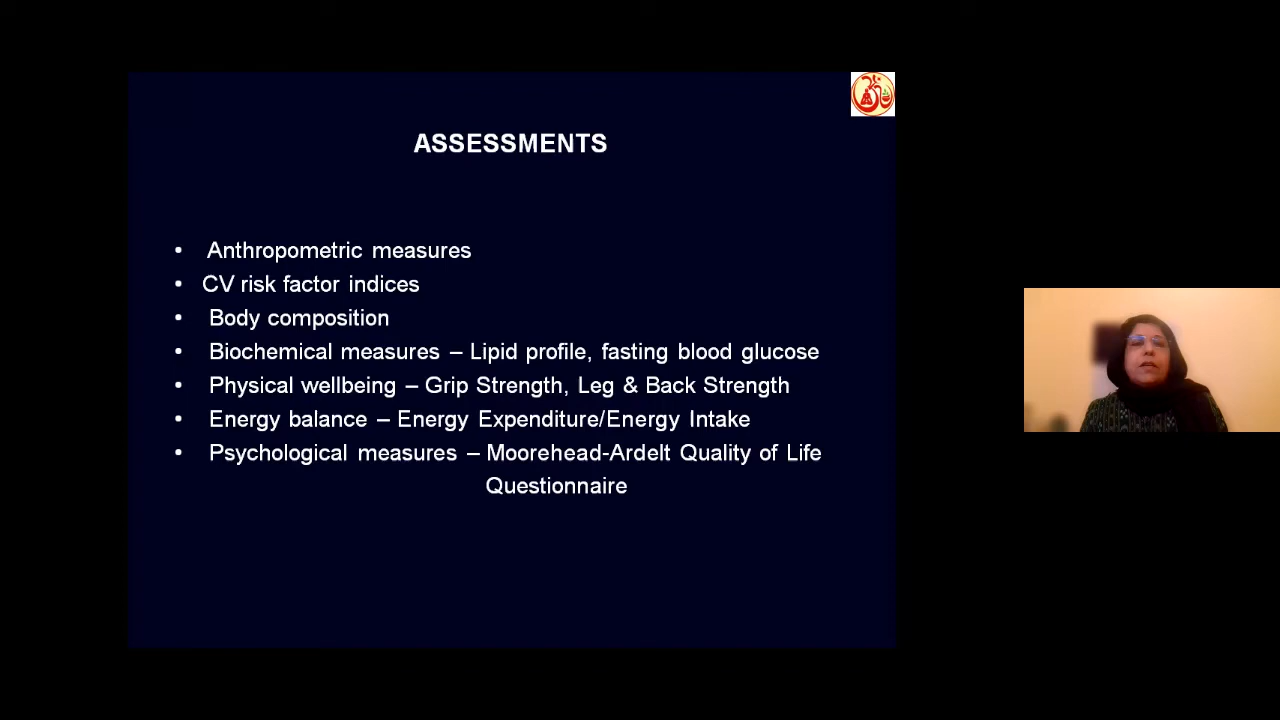 ASSESSMENTS
• Anthropometric measures
• CV risk factor indices
• Body composition
• Biochemical measures – Lipid profile, fasting blood glucose
• Physical wellbeing – Grip Strength, Leg & Back Strength
• Energy balance – Energy Expenditure/Energy Intake
• Psychological measures – Moorehead-Ardelt Quality of Life
Questionnaire